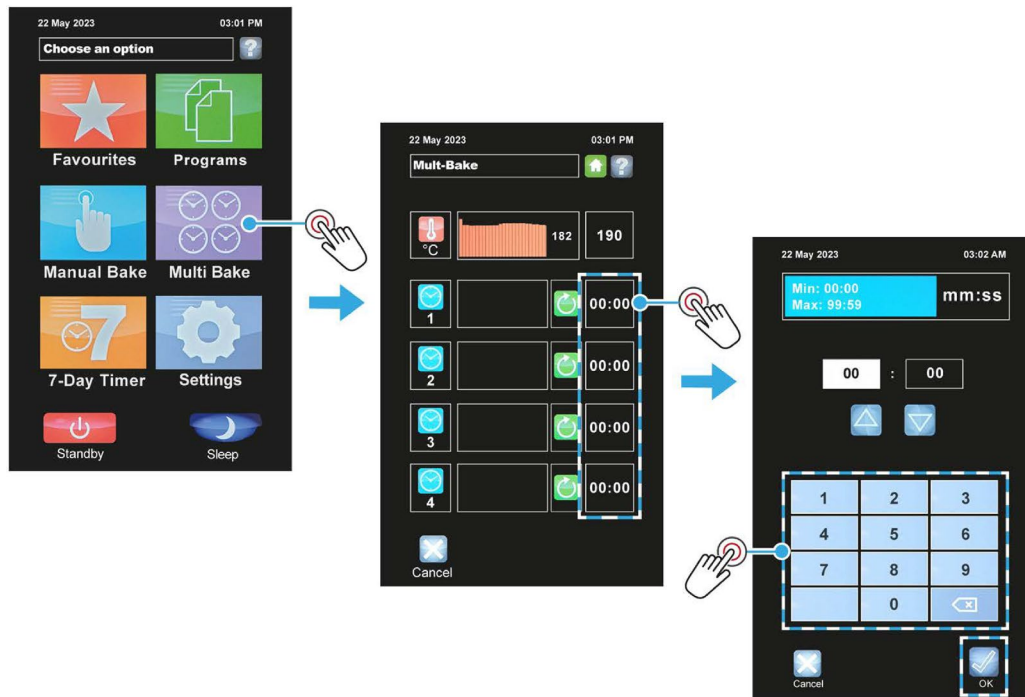 22 May 2023 03:01 PM
Choose an option ?
Favourites Programs
Manual Bake Multi Bake
7
7-Day Timer Settings
Standby Sleep
22 May 2023 03:01 PM
Mult-Bake ?
°C 182 190
1 00:00
2 00:00
3 00:00
4 00:00
Cancel
22 May 2023 03:02 AM
Min: 00:00
Max: 99:59
mm:ss
00 : 00
1 2 3
4 5 6
7 8 9
0
Cancel OK